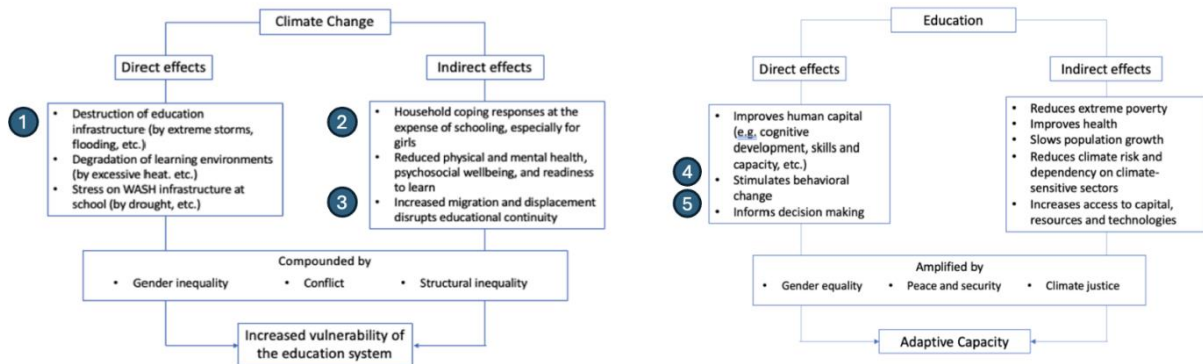 Climate Change
Direct effects
Indirect effects
1
• Destruction of education
infrastructure (by extreme storms,
flooding, etc.)
• Degradation of learning environments
(by excessive heat. etc.)
• Stress on WASH infrastructure at
school (by drought, etc.)
2
3
• Household coping responses at the
expense of schooling, especially for
girls
• Reduced physical and mental health,
psychosocial wellbeing, and readiness
to learn
• Increased migration and displacement
disrupts educational continuity
Compounded by
• Gender inequality • Conflict • Structural inequality
Increased vulnerability of
the education system
Education
Direct effects
Indirect effects
4
5
• Improves human capital
(e.g. cognitive
development, skills and
capacity, etc.)
• Stimulates behavioral
change
• Informs decision making
• Reduces extreme poverty
• Improves health
• Slows population growth
• Reduces climate risk and
dependency on climate-
sensitive sectors
• Increases access to capital,
resources and technologies
Amplified by
• Gender equality • Peace and security • Climate justice
Adaptive Capacity